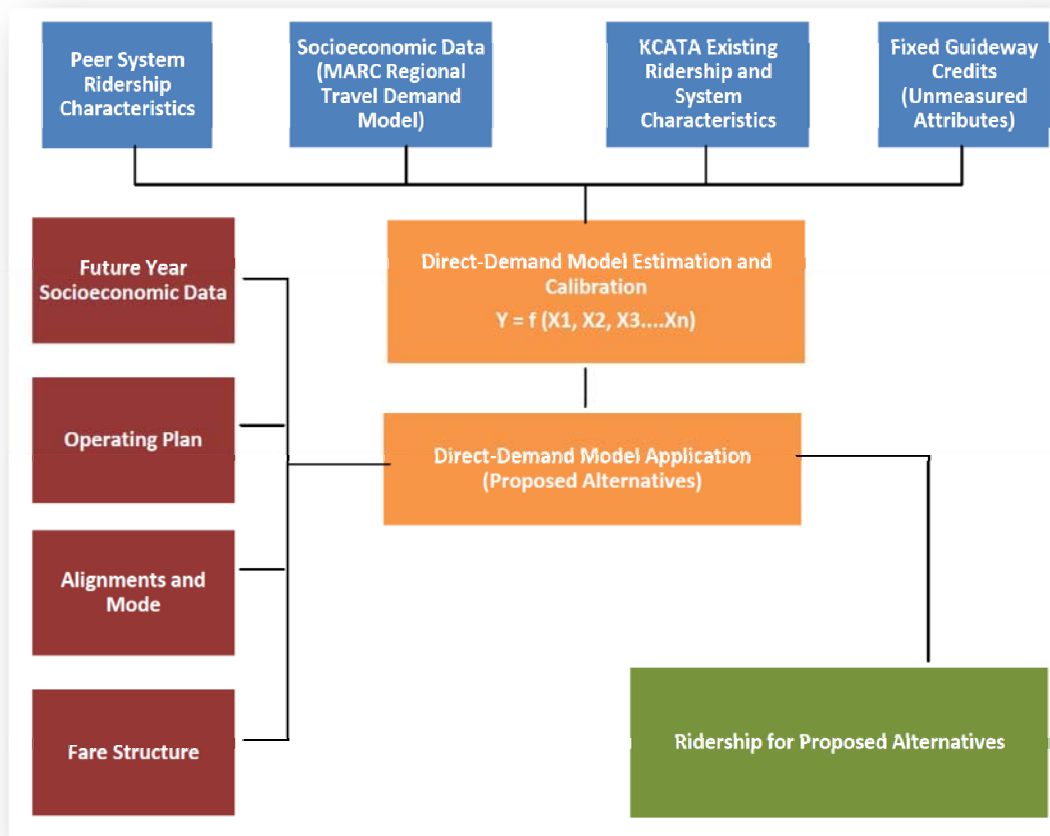 Peer System
Ridership
Characteristics
Socioeconomic Data
(MARC Regional
Travel Demand
Model)
KCATA Existing
Ridership and
System
Characteristics
Fixed Guideway
Credits
(Unmeasured
Attributes)
Future Year
Socioeconomic Data
Direct-Demand Model Estimation and
Calibration
Y = f (X1, X2, X3....Xn)
Operating Plan
Direct-Demand Model Application
(Proposed Alternatives)
Alignments and
Mode
Fare Structure
Ridership for Proposed Alternatives